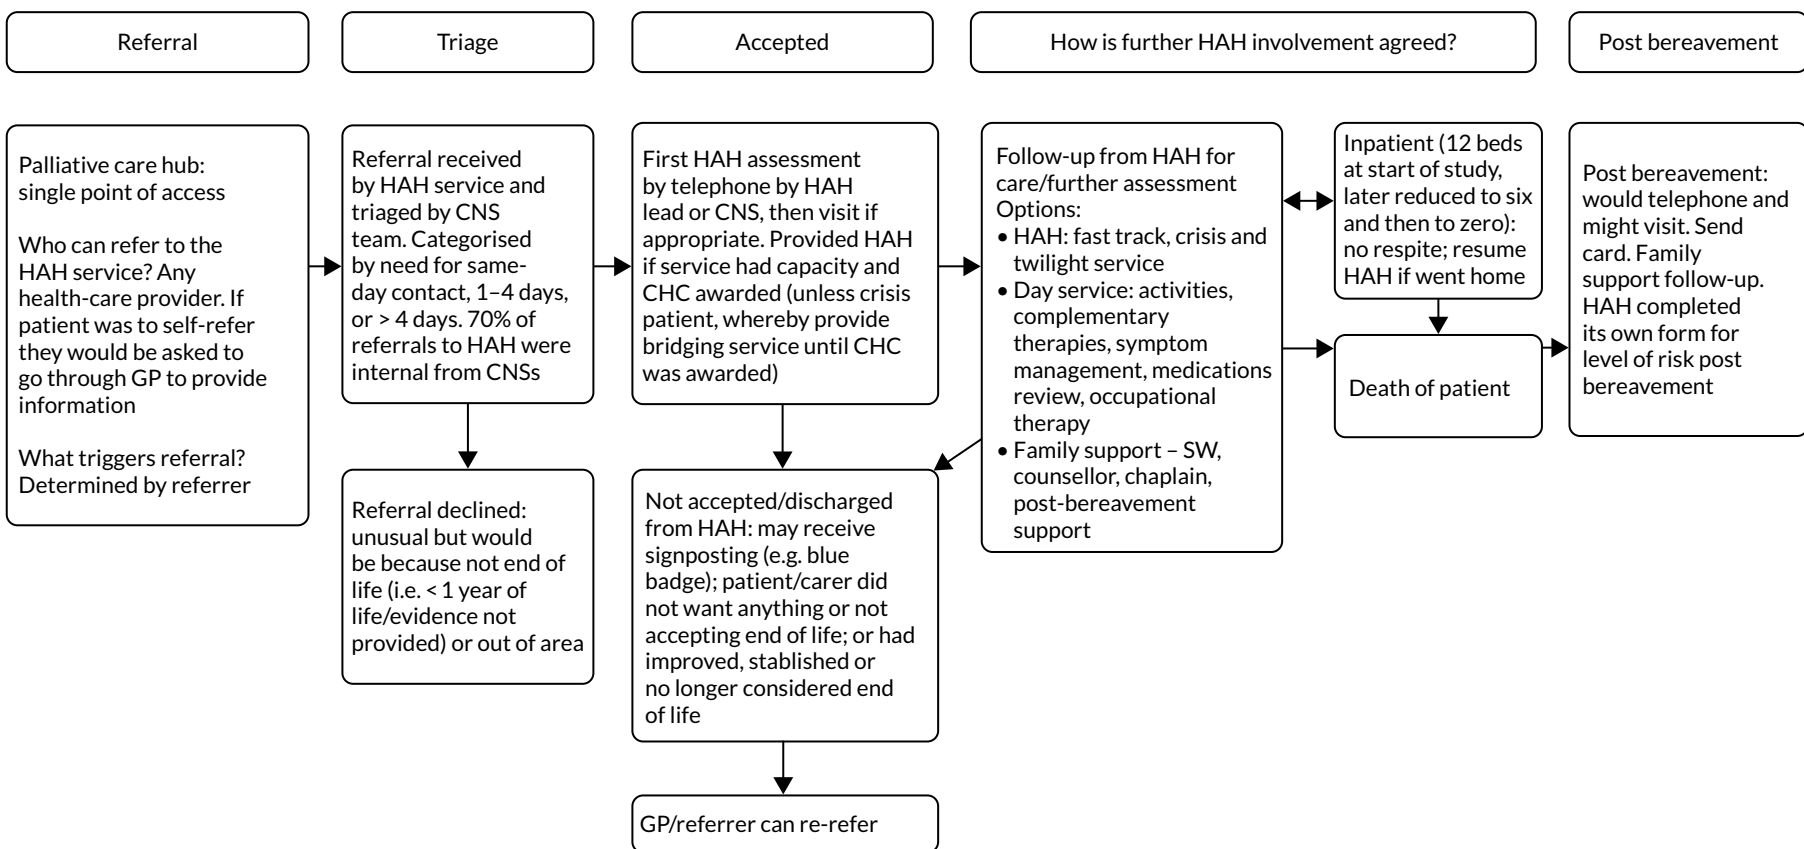 Referral
Triage
Accepted
How is further HAH involvement agreed?
Post bereavement
Palliative care hub:
single point of access
Who can refer to the
HAH service? Any
health-care provider. If
patient was to self-refer
they would be asked to
go through GP to provide
information
What triggers referral?
Determined by referrer
Referral received
by HAH service and
triaged by CNS
team. Categorised
by need for same-
day contact, 1–4 days,
or > 4 days. 70% of
referrals to HAH were
internal from CNSs
Referral declined:
unusual but would
be because not end of
life (i.e. < 1 year of
life/evidence not
provided) or out of area
First HAH assessment
by telephone by HAH
lead or CNS, then visit if
appropriate. Provided HAH
if service had capacity and
CHC awarded (unless crisis
patient, whereby provide
bridging service until CHC
was awarded)
Not accepted/discharged
from HAH: may receive
signposting (e.g. blue
badge); patient/carer did
not want anything or not
accepting end of life; or had
improved, stablished or
no longer considered end
of life
GP/referrer can re-refer
Follow-up from HAH for
care/further assessment
Options:
• HAH: fast track, crisis and
twilight service
• Day service: activities,
complementary
therapies, symptom
management, medications
review, occupational
therapy
• Family support – SW,
counsellor, chaplain,
post-bereavement
support
Inpatient (12 beds
at start of study,
later reduced to six
and then to zero):
no respite; resume
HAH if went home
Death of patient
Post bereavement:
would telephone and
might visit. Send
card. Family
support follow-up.
HAH completed
its own form for
level of risk post
bereavement